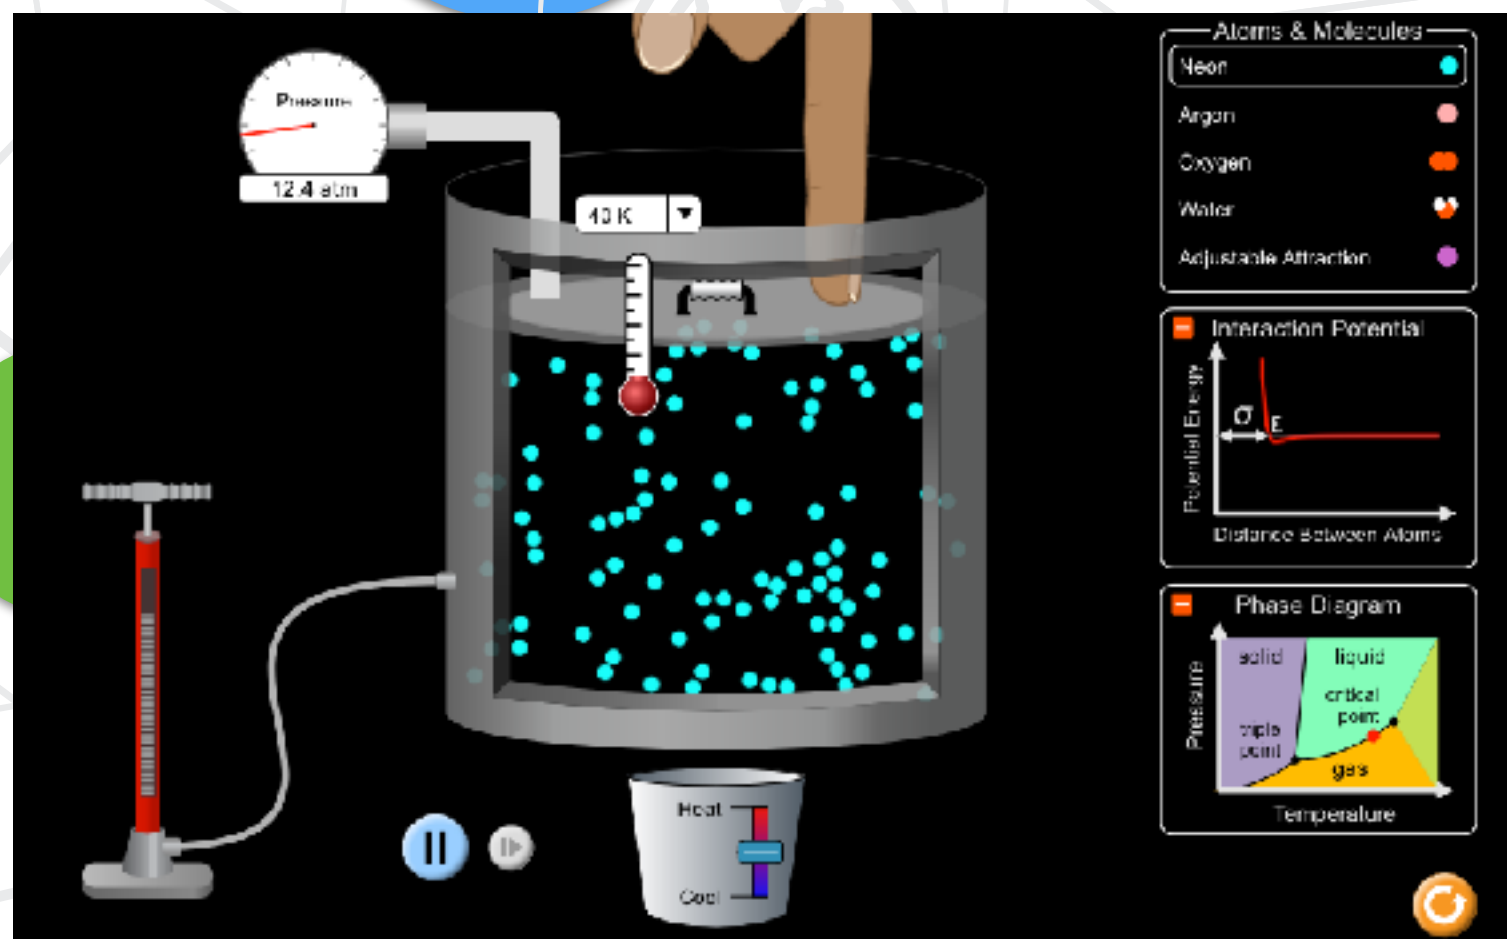 Pressure
12.4 atm
40 K
Heat
Cool
Atoms & Molecules
Neon
Argon
Oxygen
Water
Adjustable Attraction
Interaction Potential
Potential Energy
σ
ε
Distance Between Atoms
Phase Diagram
Pressure
solid
liquid
critical
point
triple
point
gas
Temperature